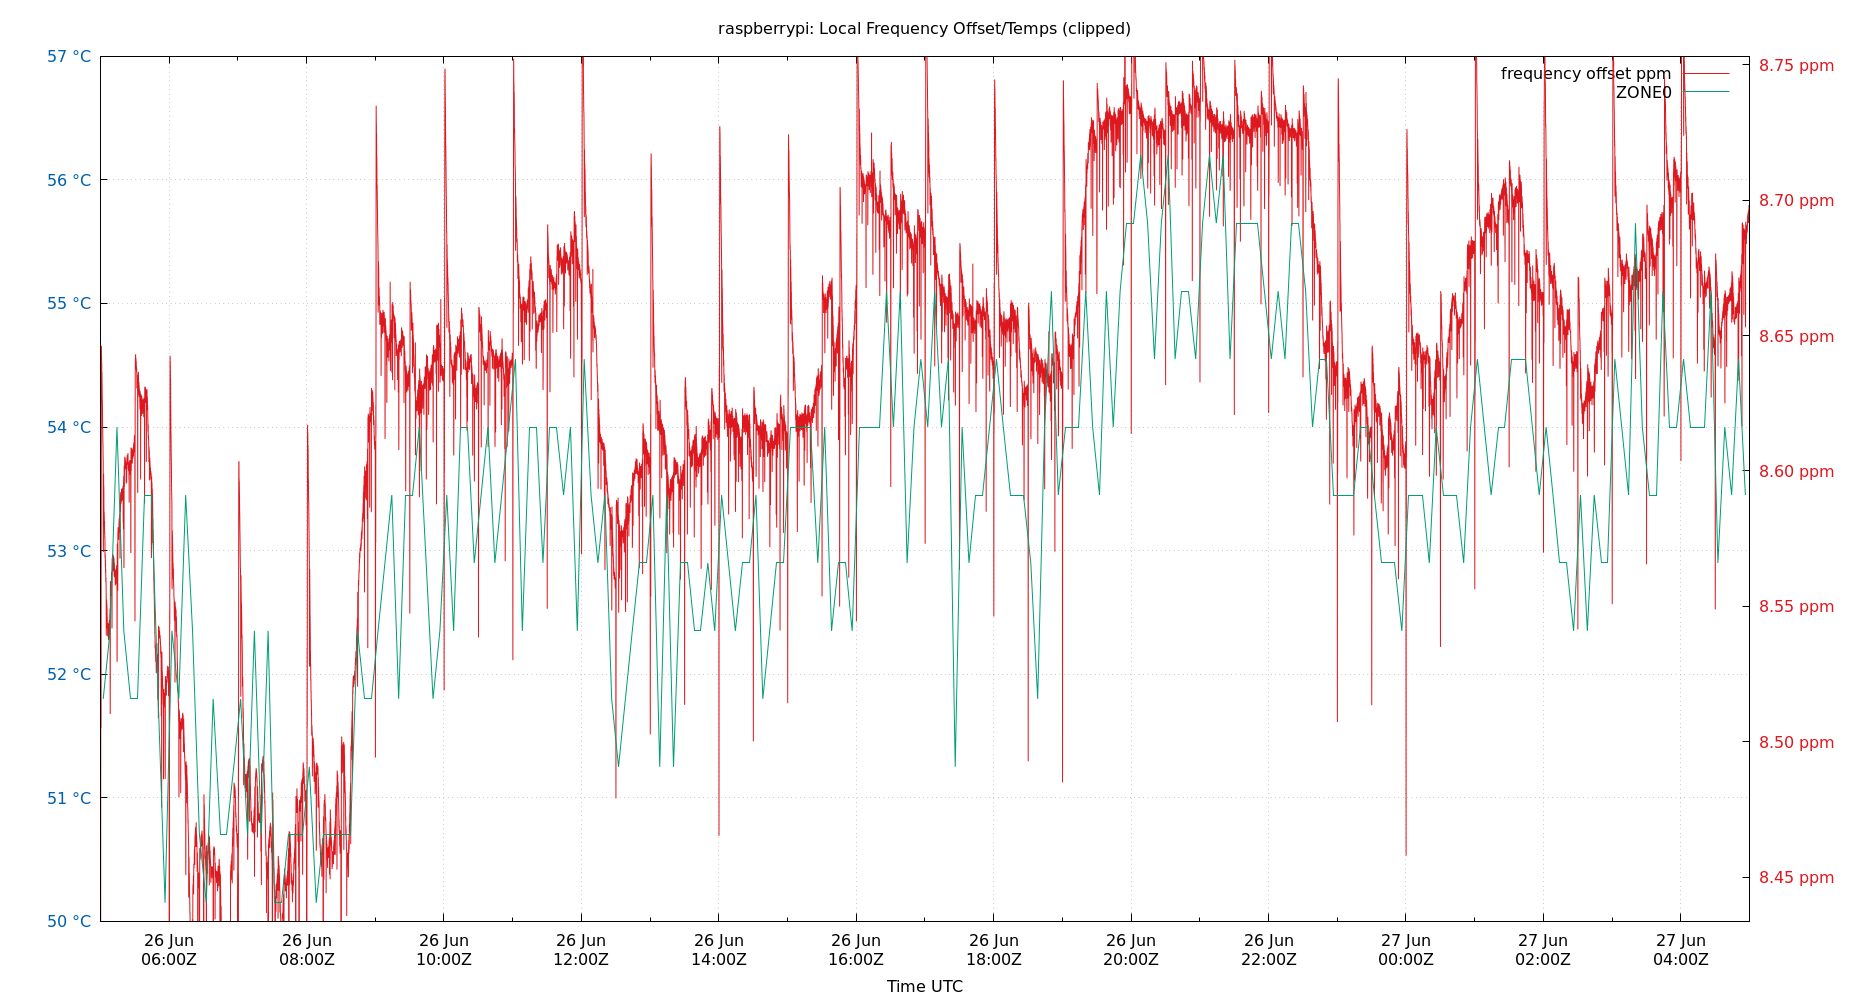 raspberrypi: Local Frequency Offset/Temps (clipped)
57 °C
56 °C
55 °C
54 °C
53 °C
52 °C
51 °C
50 °C
8.75 ppm
8.70 ppm
8.65 ppm
8.60 ppm
8.55 ppm
8.50 ppm
8.45 ppm
frequency offset ppm
ZONE0
26 Jun
06:00Z
26 Jun
08:00Z
26 Jun
10:00Z
26 Jun
12:00Z
26 Jun
14:00Z
26 Jun
16:00Z
26 Jun
18:00Z
26 Jun
20:00Z
26 Jun
22:00Z
27 Jun
00:00Z
27 Jun
02:00Z
27 Jun
04:00Z
Time UTC